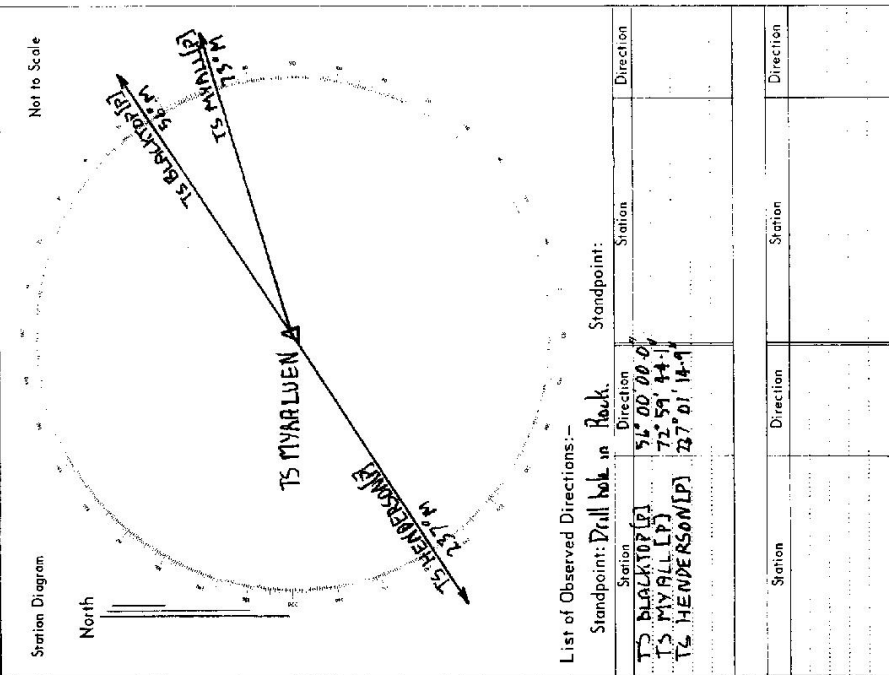 Station Diagram
Not to Scale
North
TS BLACKTOP [P]
56° M
TS MYALL [P]
73° M
TS MYARLUEN
TS HENDERSON [P]
237° M
List of Observed Directions:-
Standpoint: Drill hole in Rock.
Standpoint:
Station Direction Station Direction
TS BLACKTOP [P] 56° 00' 00.0"
TS MYALL [P] 72° 59' 44.1"
TS HENDERSON [P] 237° 01' 14.9"
Station Direction Station Direction